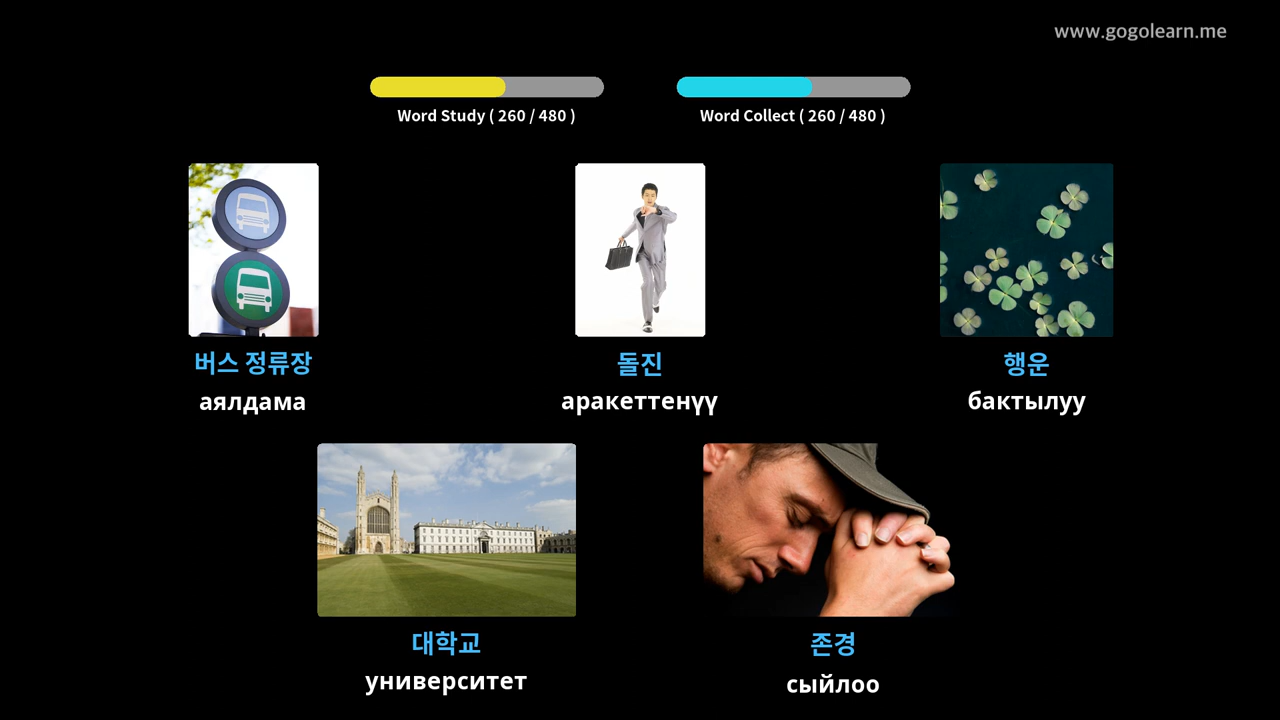 www.gogolearn.me
Word Study ( 260 / 480 )
Word Collect ( 260 / 480 )
버스 정류장
аялдама
돌진
аракеттенүү
행운
бактылуу
대학교
университет
존경
сыйлоо